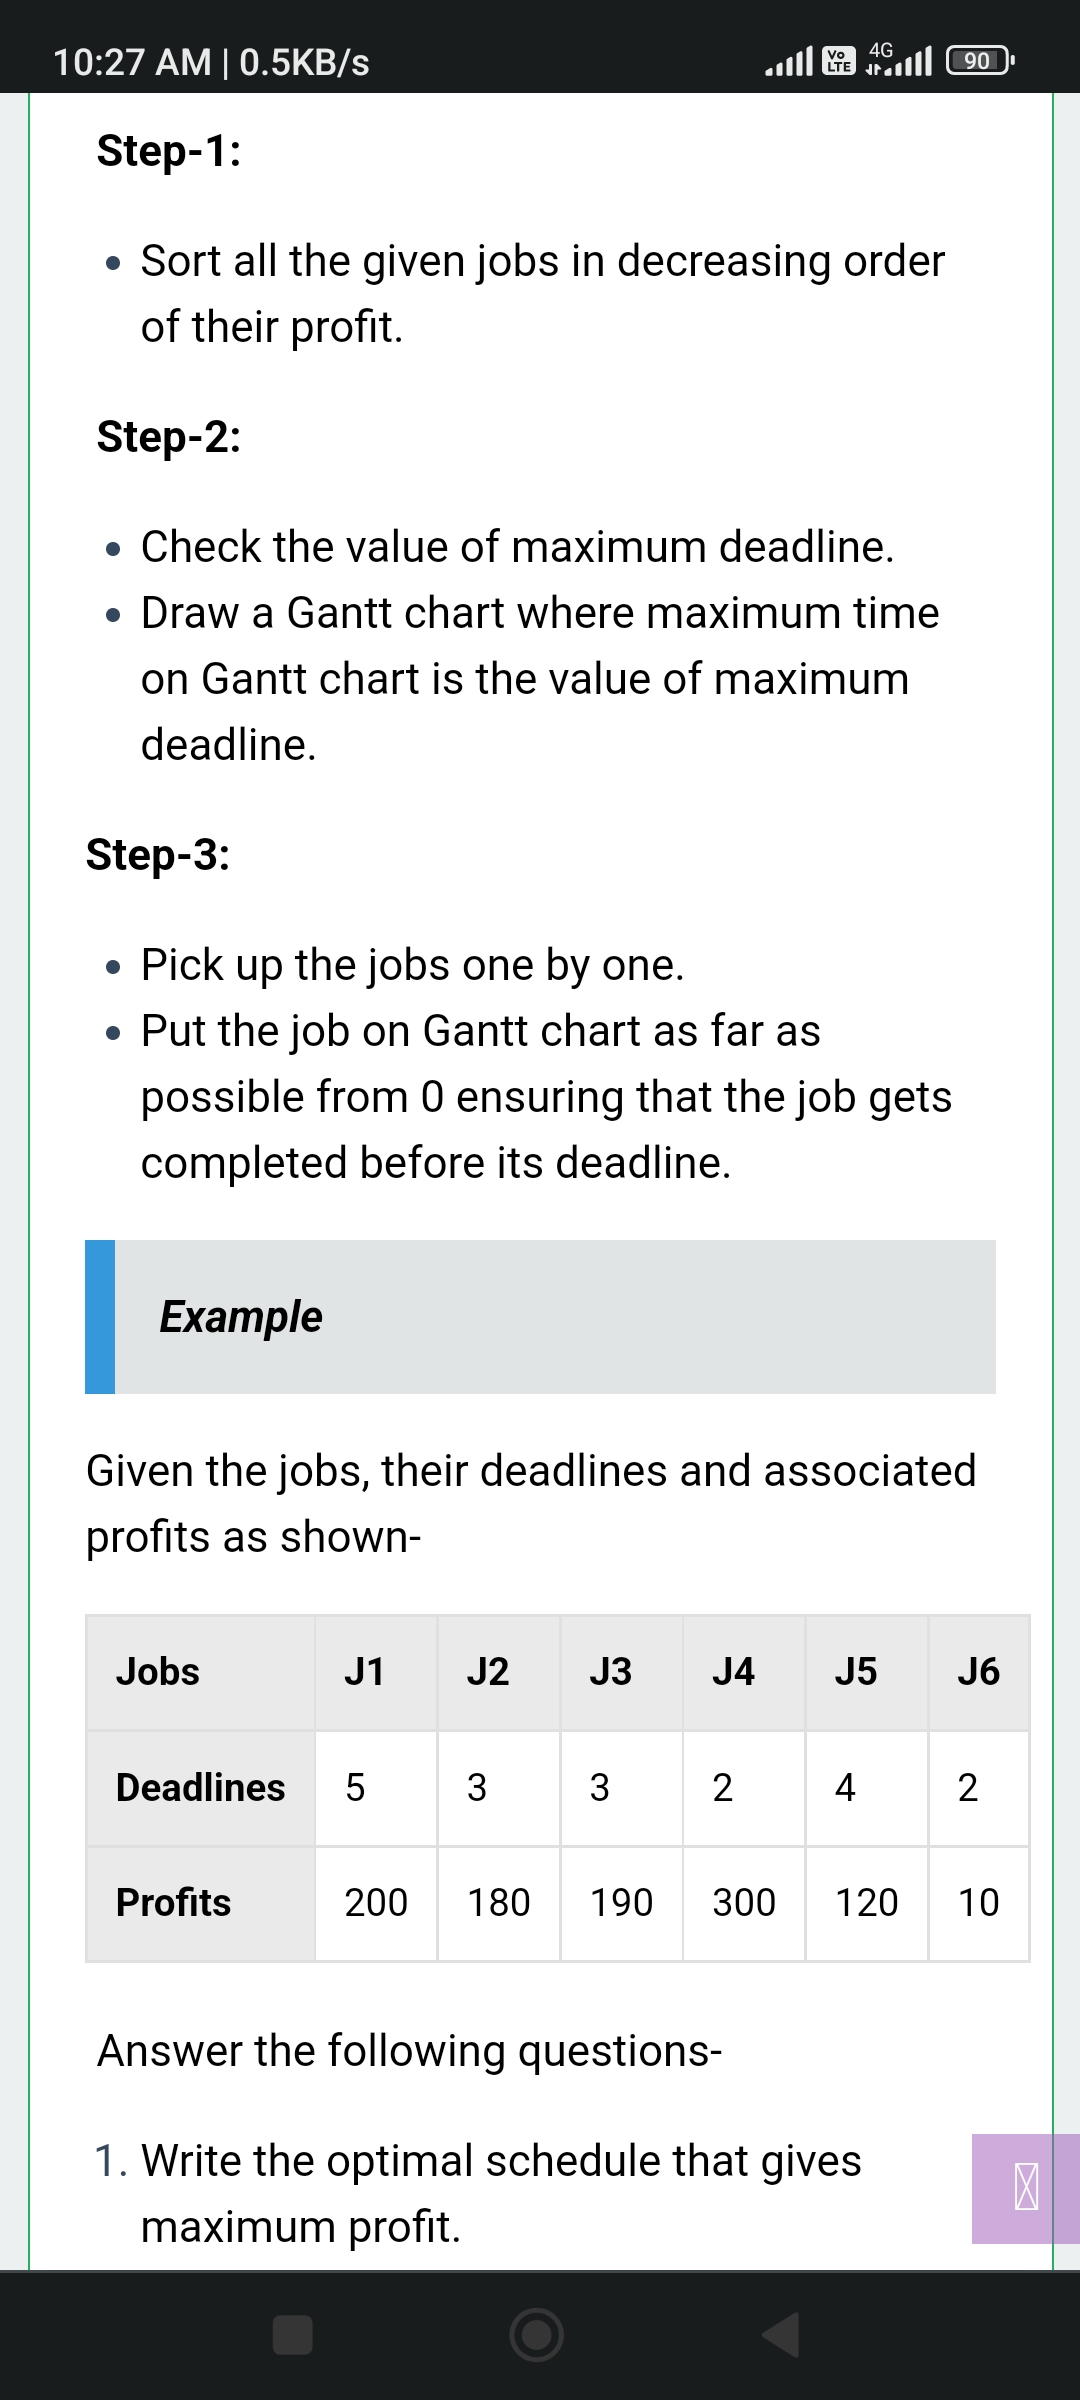 10:27 AM | 0.5KB/s
Vo LTE 4G 90
Step-1:
• Sort all the given jobs in decreasing order
of their profit.
Step-2:
• Check the value of maximum deadline.
• Draw a Gantt chart where maximum time
on Gantt chart is the value of maximum
deadline.
Step-3:
• Pick up the jobs one by one.
• Put the job on Gantt chart as far as
possible from 0 ensuring that the job gets
completed before its deadline.
Example
Given the jobs, their deadlines and associated
profits as shown-
Jobs J1 J2 J3 J4 J5 J6
Deadlines 5 3 3 2 4 2
Profits 200 180 190 300 120 10
Answer the following questions-
1. Write the optimal schedule that gives
maximum profit.